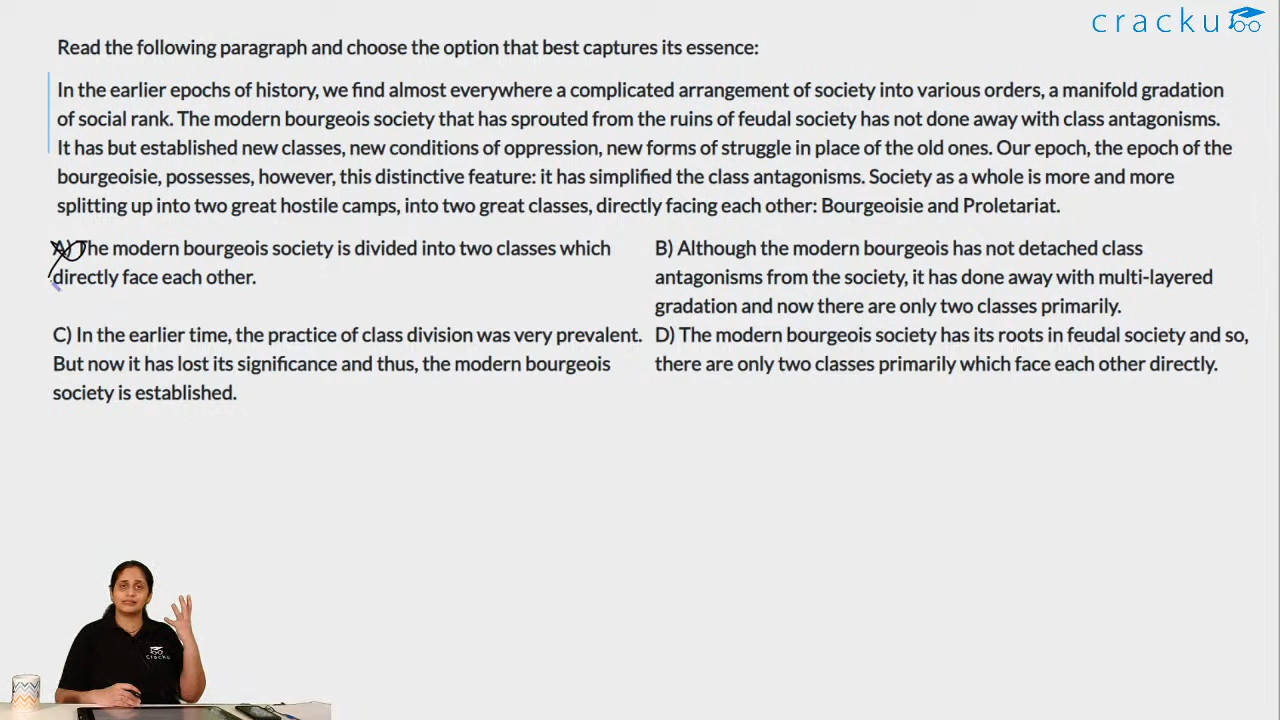 cracku
Read the following paragraph and choose the option that best captures its essence:
In the earlier epochs of history, we find almost everywhere a complicated arrangement of society into various orders, a manifold gradation
of social rank. The modern bourgeois society that has sprouted from the ruins of feudal society has not done away with class antagonisms.
It has but established new classes, new conditions of oppression, new forms of struggle in place of the old ones. Our epoch, the epoch of the
bourgeoisie, possesses, however, this distinctive feature: it has simplified the class antagonisms. Society as a whole is more and more
splitting up into two great hostile camps, into two great classes, directly facing each other: Bourgeoisie and Proletariat.
A) The modern bourgeois society is divided into two classes which
directly face each other.
B) Although the modern bourgeois has not detached class
antagonisms from the society, it has done away with multi-layered
gradation and now there are only two classes primarily.
C) In the earlier time, the practice of class division was very prevalent.
But now it has lost its significance and thus, the modern bourgeois
society is established.
D) The modern bourgeois society has its roots in feudal society and so,
there are only two classes primarily which face each other directly.
cracku